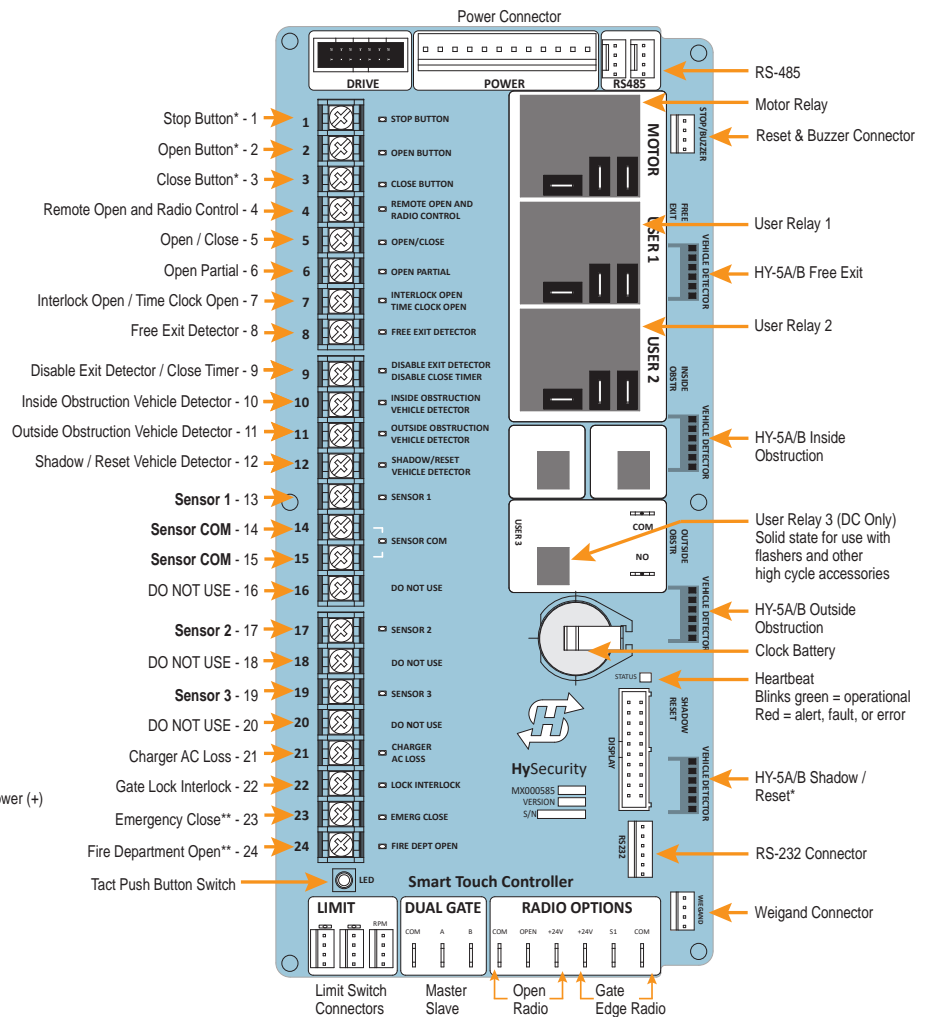 Power Connector
DRIVE
POWER
RS485
RS-485
Motor Relay
Reset & Buzzer Connector
STOP/BUZZER
MOTOR
Stop Button* - 1
1
STOP BUTTON
Open Button* - 2
2
OPEN BUTTON
Close Button* - 3
3
CLOSE BUTTON
Remote Open and Radio Control - 4
4
REMOTE OPEN AND
RADIO CONTROL
Open / Close - 5
5
OPEN/CLOSE
Open Partial - 6
6
OPEN PARTIAL
Interlock Open / Time Clock Open - 7
7
INTERLOCK OPEN
TIME CLOCK OPEN
Free Exit Detector - 8
8
FREE EXIT DETECTOR
Disable Exit Detector / Close Timer - 9
9
DISABLE EXIT DETECTOR
DISABLE CLOSE TIMER
Inside Obstruction Vehicle Detector - 10
10
INSIDE OBSTRUCTION
VEHICLE DETECTOR
Outside Obstruction Vehicle Detector - 11
11
OUTSIDE OBSTRUCTION
VEHICLE DETECTOR
Shadow / Reset Vehicle Detector - 12
12
SHADOW/RESET
VEHICLE DETECTOR
Sensor 1 - 13
13
SENSOR 1
Sensor COM - 14
14
SENSOR COM
Sensor COM - 15
15
DO NOT USE - 16
16
DO NOT USE
Sensor 2 - 17
17
SENSOR 2
DO NOT USE - 18
18
DO NOT USE
Sensor 3 - 19
19
SENSOR 3
DO NOT USE - 20
20
DO NOT USE
Charger AC Loss - 21
21
CHARGER
AC LOSS
Gate Lock Interlock - 22
22
LOCK INTERLOCK
ower (+)
Emergency Close** - 23
23
EMERG CLOSE
Fire Department Open** - 24
24
FIRE DEPT OPEN
Tact Push Button Switch
LED
USER 1
User Relay 1
FREE
EXIT
VEHICLE DETECTOR
HY-5A/B Free Exit
USER 2
User Relay 2
INSIDE
OBSTR
VEHICLE DETECTOR
HY-5A/B Inside
Obstruction
USER 3
COM
NO
User Relay 3 (DC Only)
Solid state for use with
flashers and other
high cycle accessories
OUTSIDE
OBSTR
VEHICLE DETECTOR
HY-5A/B Outside
Obstruction
Clock Battery
STATUS
Heartbeat
Blinks green = operational
Red = alert, fault, or error
H
HySecurity
MX000585
VERSION
S/N
DISPLAY
SHADOW
RESET
VEHICLE DETECTOR
HY-5A/B Shadow /
Reset*
RS232
RS-232 Connector
WIEGAND
Weigand Connector
Smart Touch Controller
LIMIT
DUAL GATE
RADIO OPTIONS
RPM
COM
A
B
COM
OPEN
+24V
+24V
S1
COM
Limit Switch
Connectors
Master
Slave
Open
Radio
Gate
Edge Radio